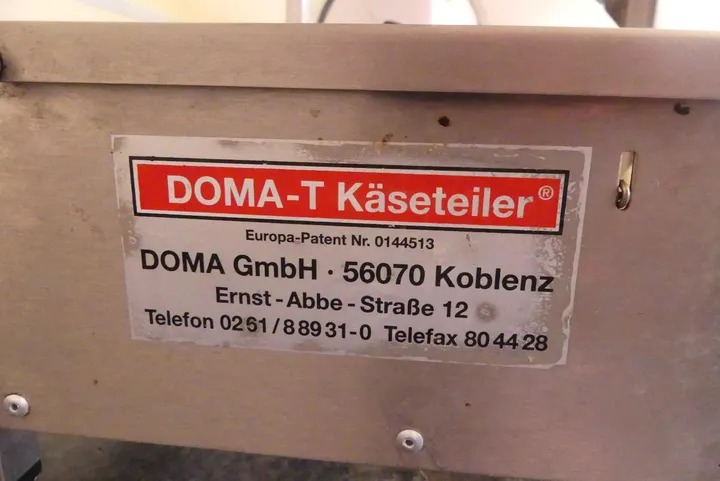 DOMA-T Käseteiler®
Europa-Patent Nr. 0144513
DOMA GmbH · 56070 Koblenz
Ernst-Abbe-Straße 12
Telefon 0261/88931-0 Telefax 804428